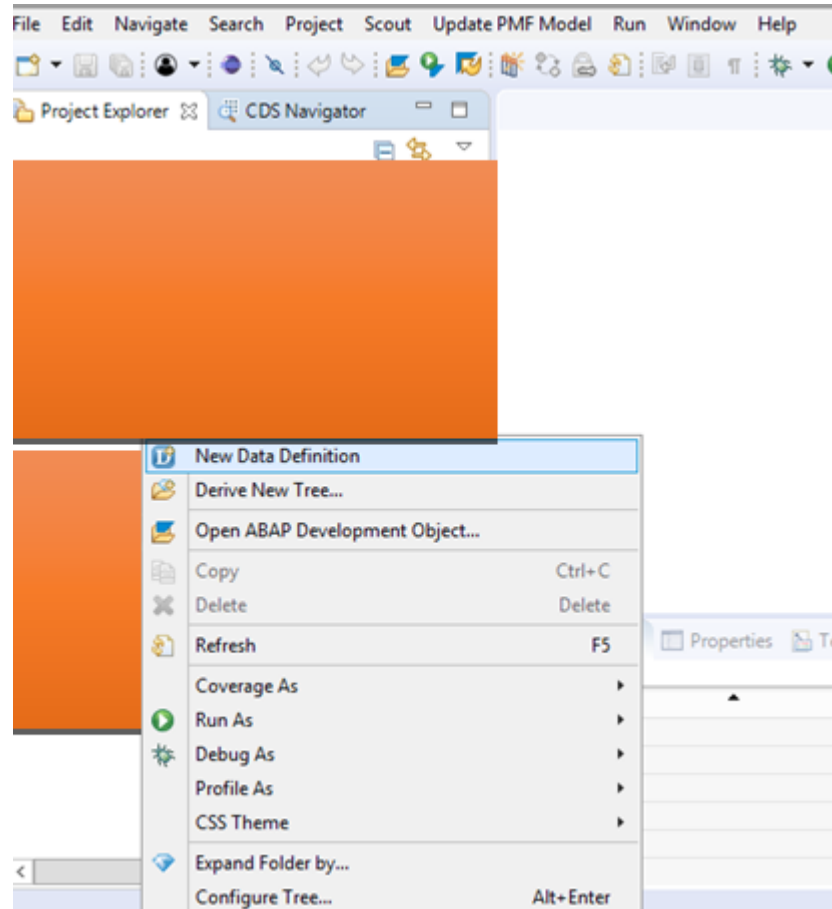 File Edit Navigate Search Project Scout Update PMF Model Run Window Help
Project Explorer CDS Navigator
New Data Definition
Derive New Tree...
Open ABAP Development Object...
Copy Ctrl+C
Delete Delete
Refresh F5
Properties
Coverage As
Run As
Debug As
Profile As
CSS Theme
Expand Folder by...
Configure Tree... Alt+Enter